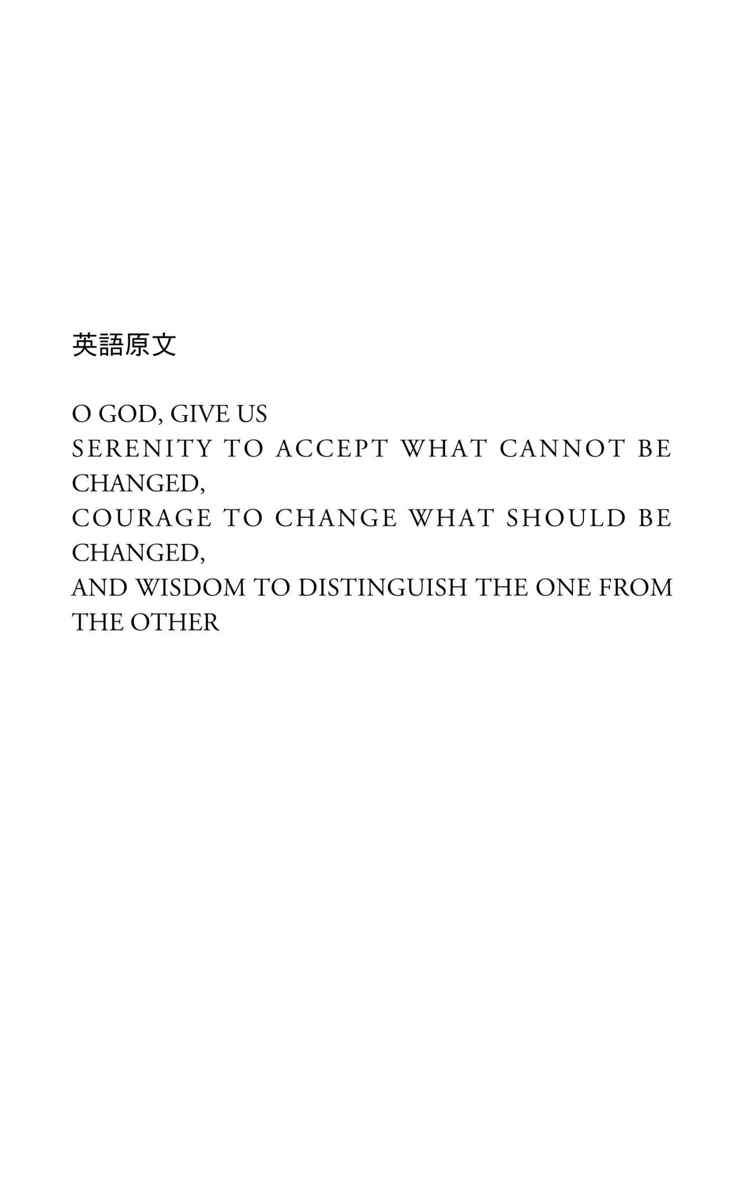 英語原文
O GOD, GIVE US
SERENITY TO ACCEPT WHAT CANNOT BE
CHANGED,
COURAGE TO CHANGE WHAT SHOULD BE
CHANGED,
AND WISDOM TO DISTINGUISH THE ONE FROM
THE OTHER